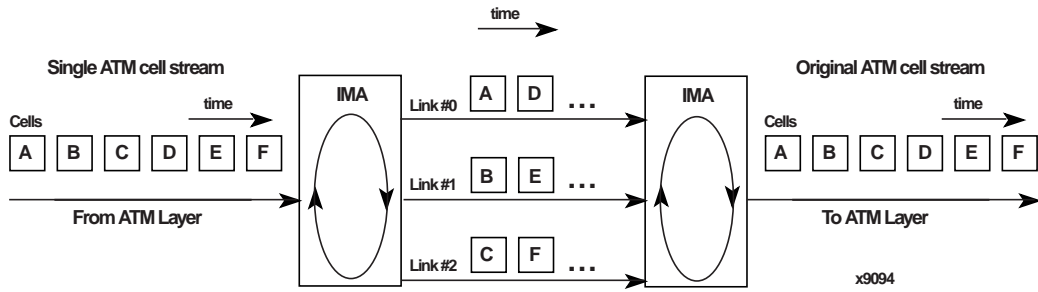 time
Single ATM cell stream
Original ATM cell stream
IMA
IMA
Link #0
A D ...
time
time
Cells
Cells
A B C D E F
A B C D E F
Link #1
B E ...
From ATM Layer
To ATM Layer
Link #2
C F ...
x9094